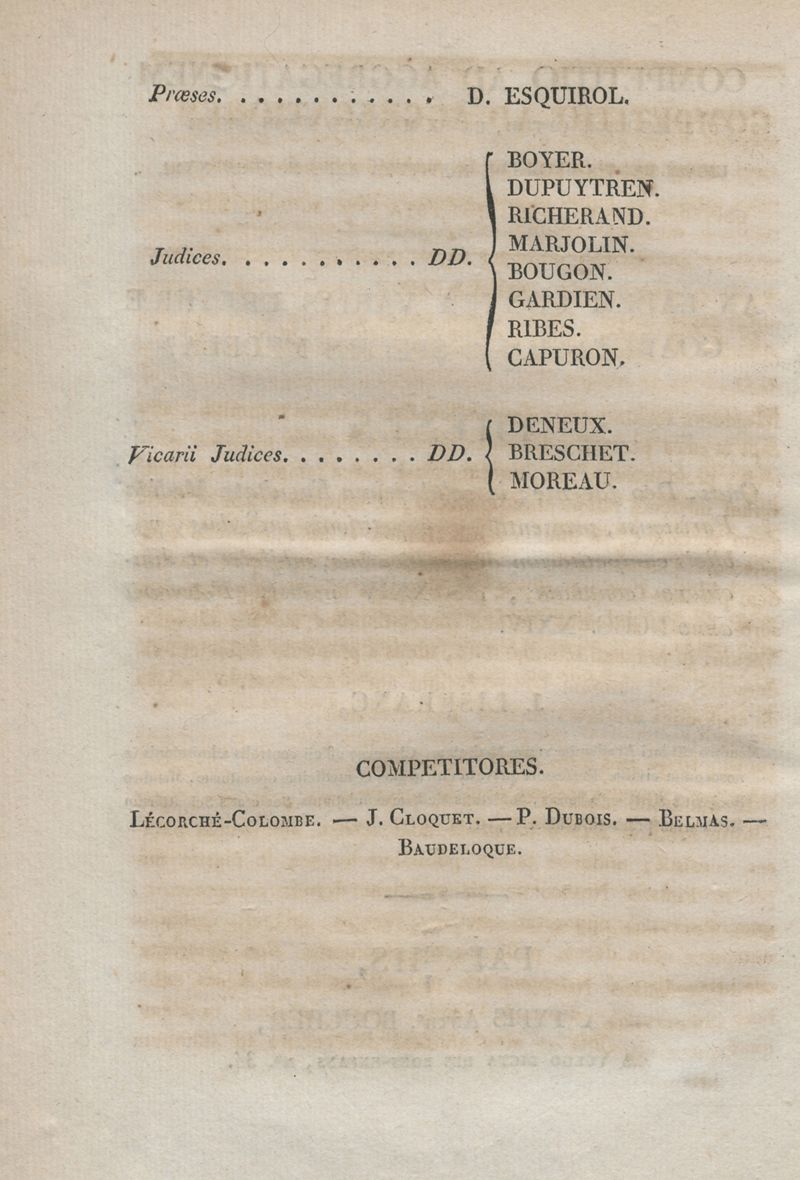 Præses. . . . . . . . . . . . D. ESQUIROL.
BOYER.
DUPUYTREN.
RICHERAND.
MARJOLIN.
Judices. . . . . . . . . . . DD.
BOUGON.
GARDIEN.
RIBES.
CAPURON.
DENEUX.
Vicarii Judices. . . . . . . . DD. BRESCHET.
MOREAU.
COMPETITORES.
LÉCORCHÉ-COLOMBE. — J. CLOQUET. — P. DUBOIS. — BELMAS. —
BAUDELOQUE.